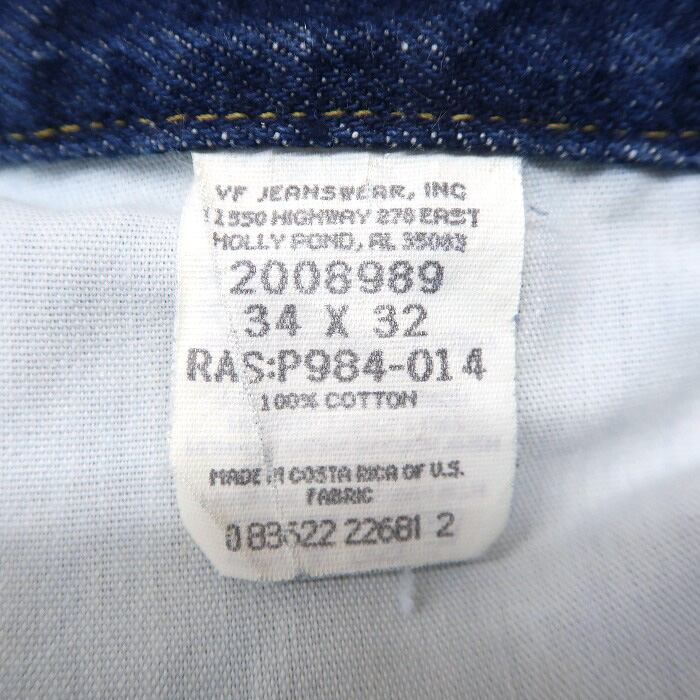 VF JEANSWEAR, INC
12550 HIGHWAY 278 EAST
HOLLY POND, AL 35083
2008989
34 X 32
RAS:P984-014
100% COTTON
MADE IN COSTA RICA OF U.S.
FABRIC
0 83622 22681 2